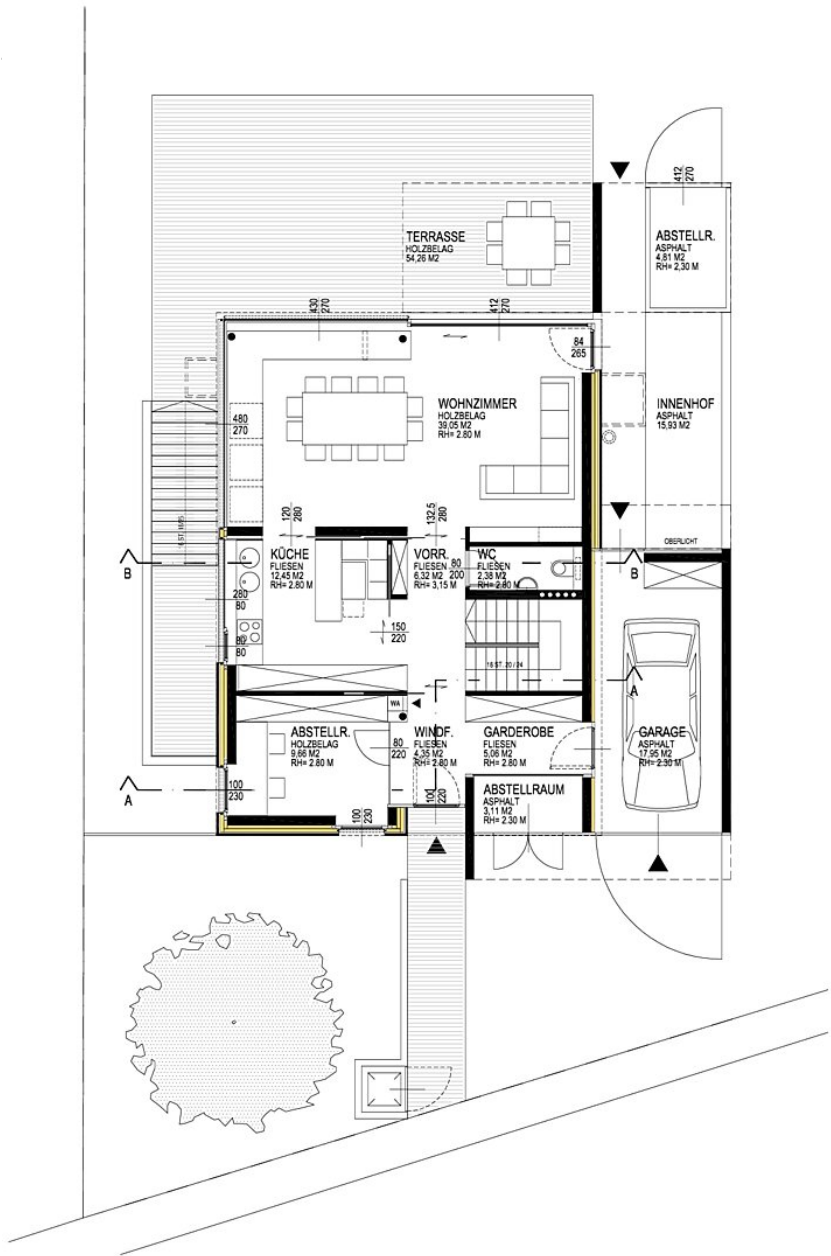 412
270
TERRASSE
HOLZBELAG
54,26 M2
ABSTELLR.
ASPHALT
4,81 M2
RH= 2,30 M
430
270
412
270
84
265
480
270
WOHNZIMMER
HOLZBELAG
39,05 M2
RH= 2.80 M
INNENHOF
ASPHALT
15,93 M2
120
280
132.5
280
OBERLICHT
B
KÜCHE
FLIESEN
12,45 M2
RH= 2.80 M
VORR.
FLIESEN
6,32 M2
RH= 3,15 M
80
200
WC
FLIESEN
2,38 M2
RH= 2.80 M
B
280
80
150
220
80
80
16 ST. 20 / 24
A
WA
ABSTELLR.
HOLZBELAG
9,66 M2
RH= 2.80 M
80
220
WINDF.
FLIESEN
4,35 M2
RH= 2.80 M
GARDEROBE
FLIESEN
5,06 M2
RH= 2.80 M
GARAGE
ASPHALT
17,95 M2
RH= 2.30 M
A
100
230
100
220
ABSTELLRAUM
ASPHALT
3,11 M2
RH= 2.30 M
100
230